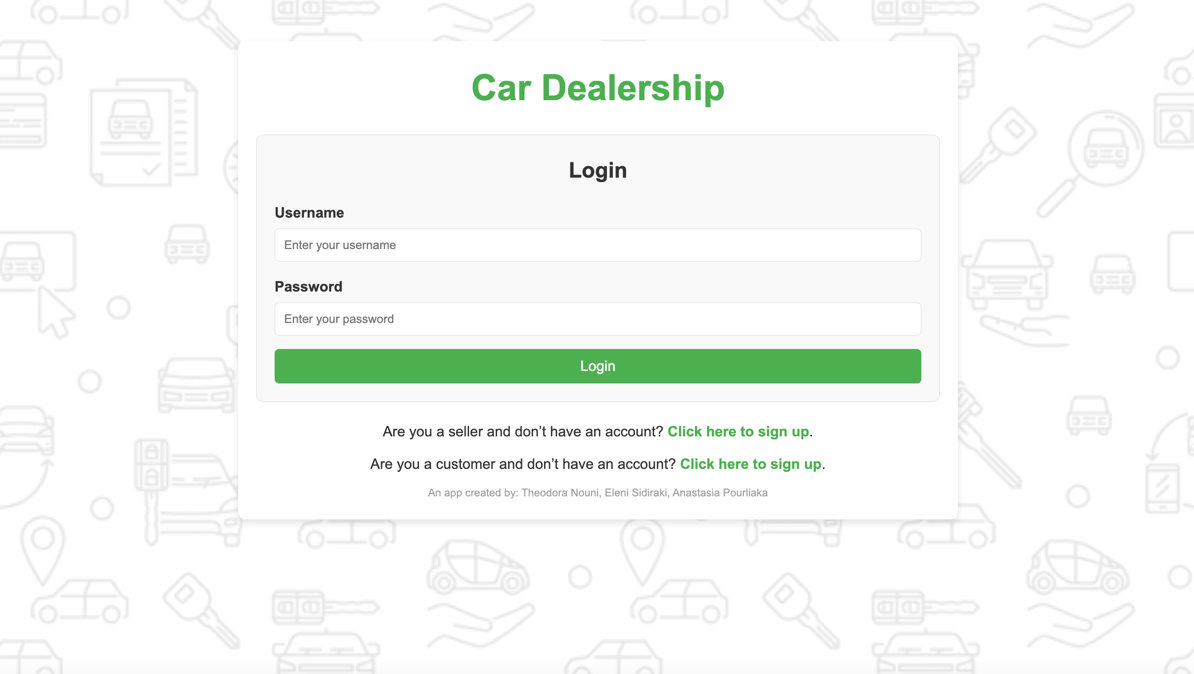 Car Dealership
Login
Username
Enter your username
Password
Enter your password
Login
Are you a seller and don’t have an account? Click here to sign up.
Are you a customer and don’t have an account? Click here to sign up.
An app created by: Theodora Nouni, Eleni Sidiraki, Anastasia Pourliaka